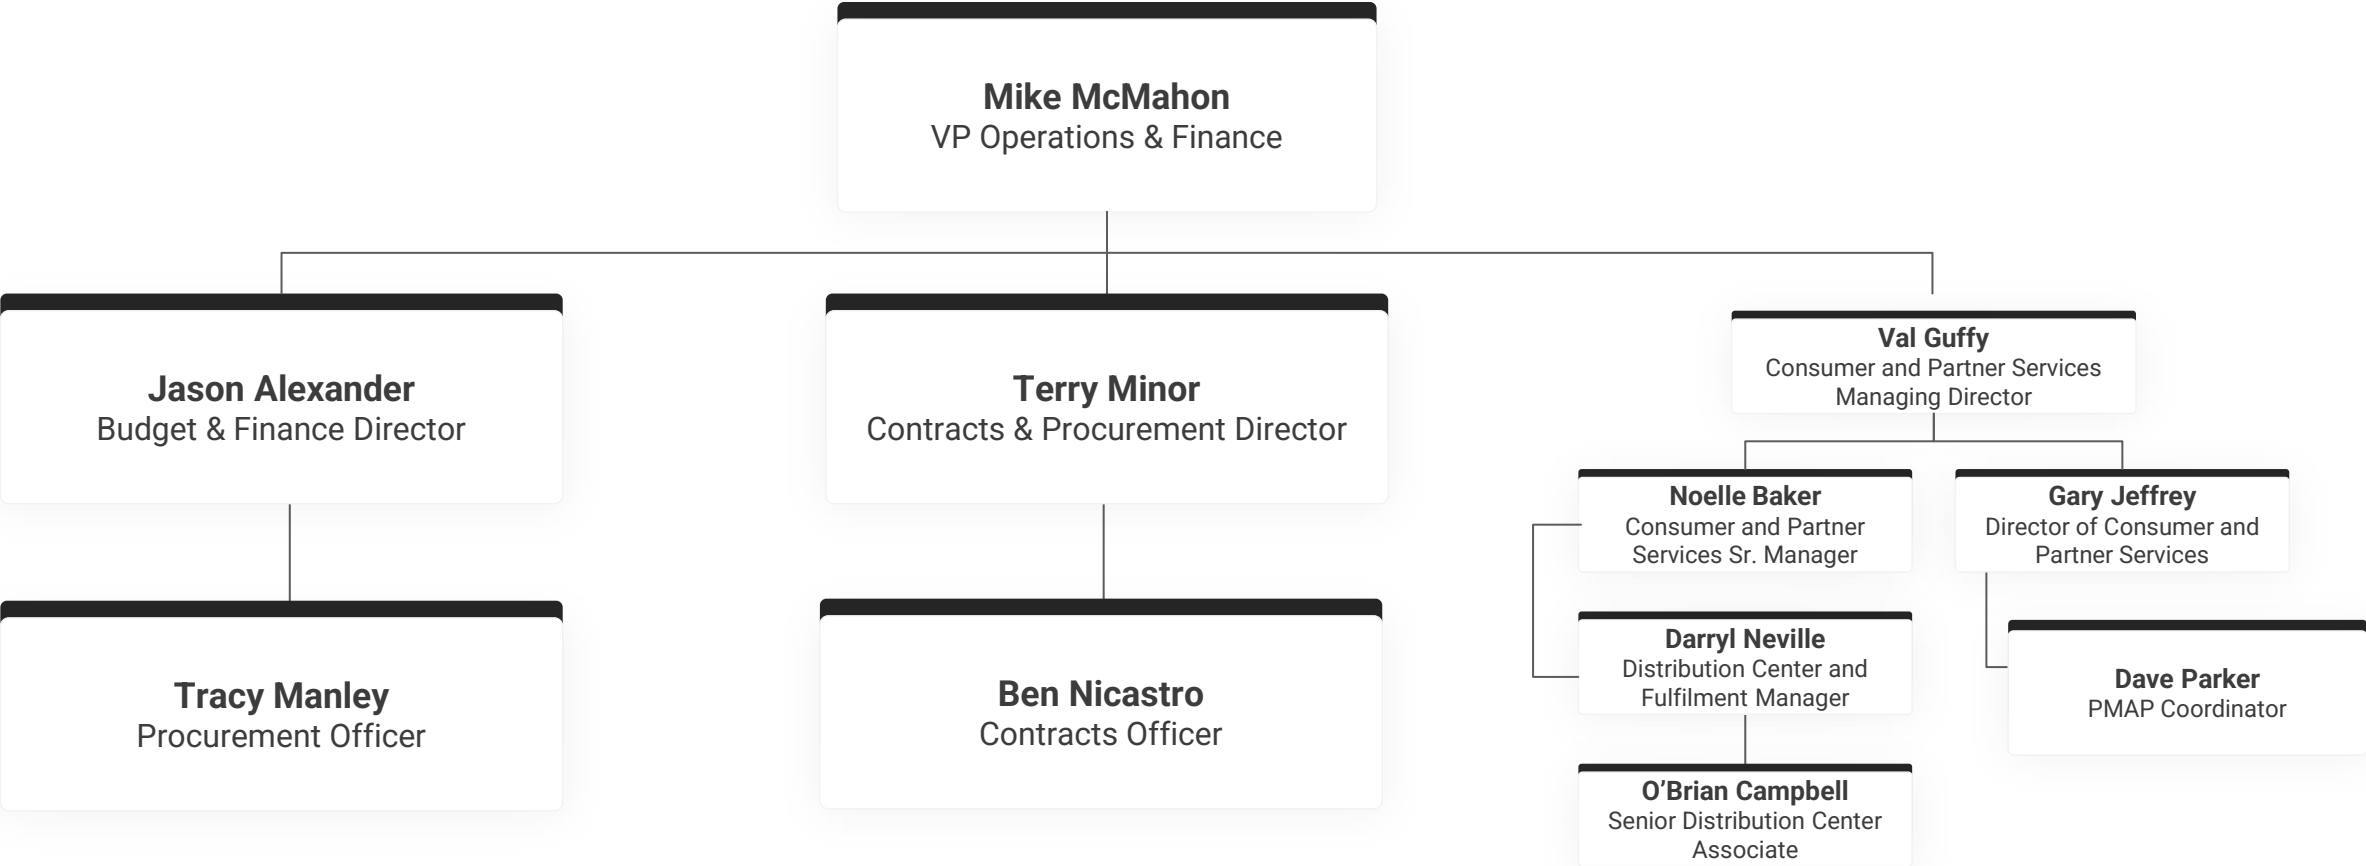 Mike McMahon
VP Operations & Finance
Jason Alexander
Budget & Finance Director
Terry Minor
Contracts & Procurement Director
Val Guffy
Consumer and Partner Services
Managing Director
Noelle Baker
Consumer and Partner
Services Sr. Manager
Gary Jeffrey
Director of Consumer and
Partner Services
Tracy Manley
Procurement Officer
Ben Nicastro
Contracts Officer
Darryl Neville
Distribution Center and
Fulfilment Manager
Dave Parker
PMAP Coordinator
O’Brian Campbell
Senior Distribution Center
Associate